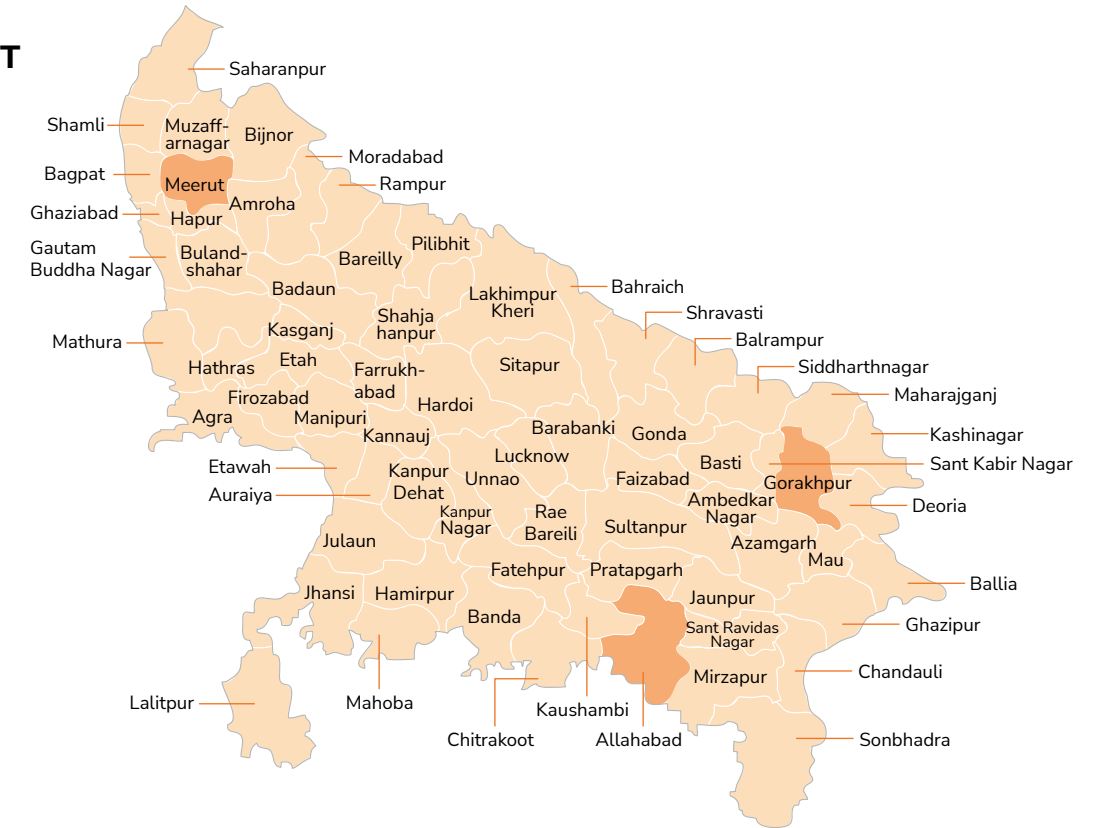 T
Saharanpur
Shamli
Muzaff-
arnagar
Bijnor
Moradabad
Bagpat
Meerut
Rampur
Ghaziabad
Hapur
Amroha
Gautam
Buddha Nagar
Buland-
shahar
Bareilly
Pilibhit
Badaun
Lakhimpur
Kheri
Bahraich
Shahja
hanpur
Shravasti
Mathura
Kasganj
Balrampur
Hathras
Etah
Farrukh-
abad
Sitapur
Siddharthnagar
Maharajganj
Agra
Firozabad
Manipuri
Hardoi
Kannauj
Barabanki
Gonda
Kashinagar
Etawah
Lucknow
Basti
Sant Kabir Nagar
Auraiya
Kanpur
Dehat
Unnao
Faizabad
Gorakhpur
Ambedkar
Nagar
Deoria
Kanpur
Nagar
Rae
Bareili
Sultanpur
Julaun
Azamgarh
Mau
Fatehpur
Pratapgarh
Ballia
Jhansi
Hamirpur
Jaunpur
Banda
Sant Ravidas
Nagar
Ghazipur
Mirzapur
Chandauli
Lalitpur
Mahoba
Kaushambi
Chitrakoot
Allahabad
Sonbhadra